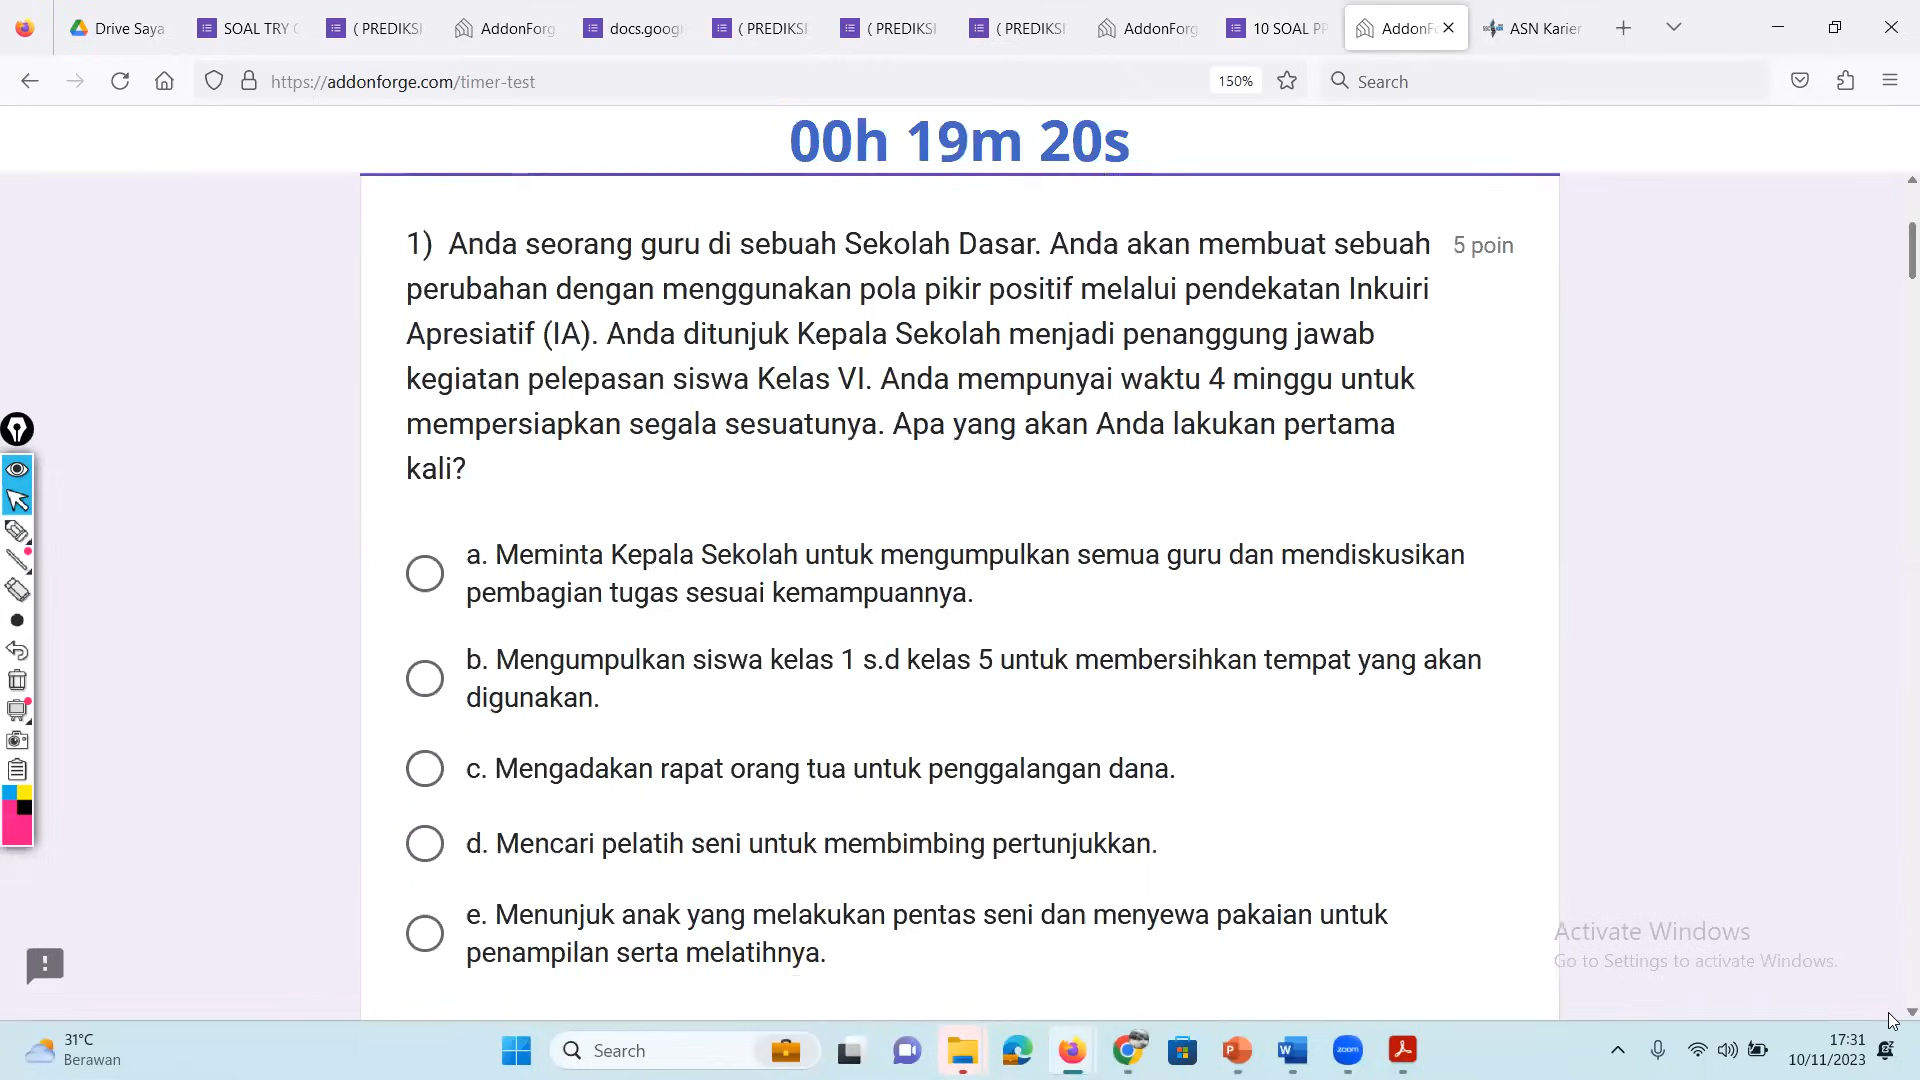 Drive Saya
SOAL TRY
( PREDIKSI
AddonForg
docs.googl
( PREDIKSI
( PREDIKSI
( PREDIKSI
AddonForg
10 SOAL PP
AddonF
ASN Karier
https://addonforge.com/timer-test
150%
Search
00h 19m 20s
1) Anda seorang guru di sebuah Sekolah Dasar. Anda akan membuat sebuah
5 poin
perubahan dengan menggunakan pola pikir positif melalui pendekatan Inkuiri
Apresiatif (IA). Anda ditunjuk Kepala Sekolah menjadi penanggung jawab
kegiatan pelepasan siswa Kelas VI. Anda mempunyai waktu 4 minggu untuk
mempersiapkan segala sesuatunya. Apa yang akan Anda lakukan pertama
kali?
a. Meminta Kepala Sekolah untuk mengumpulkan semua guru dan mendiskusikan
pembagian tugas sesuai kemampuannya.
b. Mengumpulkan siswa kelas 1 s.d kelas 5 untuk membersihkan tempat yang akan
digunakan.
c. Mengadakan rapat orang tua untuk penggalangan dana.
d. Mencari pelatih seni untuk membimbing pertunjukkan.
e. Menunjuk anak yang melakukan pentas seni dan menyewa pakaian untuk
penampilan serta melatihnya.
Activate Windows
Go to Settings to activate Windows.
31°C
Berawan
Search
zoom
17:31
10/11/2023